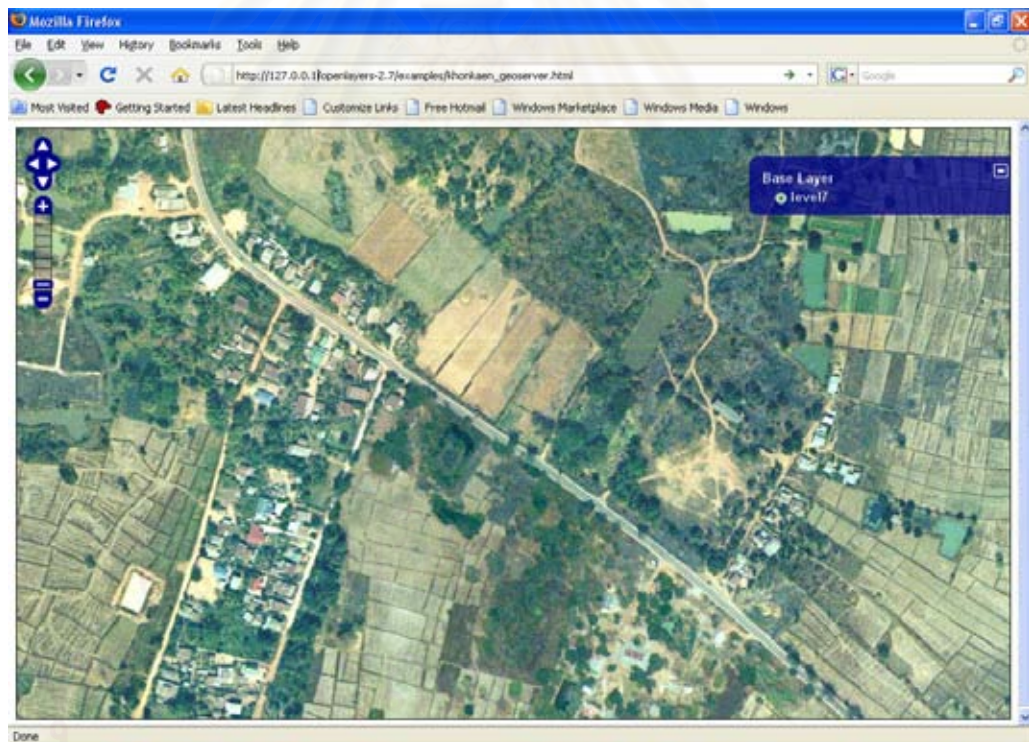 Mozilla Firefox
File Edit View History Bookmarks Tools Help
http://127.0.0.1/openlayers-2.7/examples/khonkaen_geoserver.html
Google
Most Visited Getting Started Latest Headlines Customize Links Free Hotmail Windows Marketplace Windows Media Windows
Base Layer
level7
Done